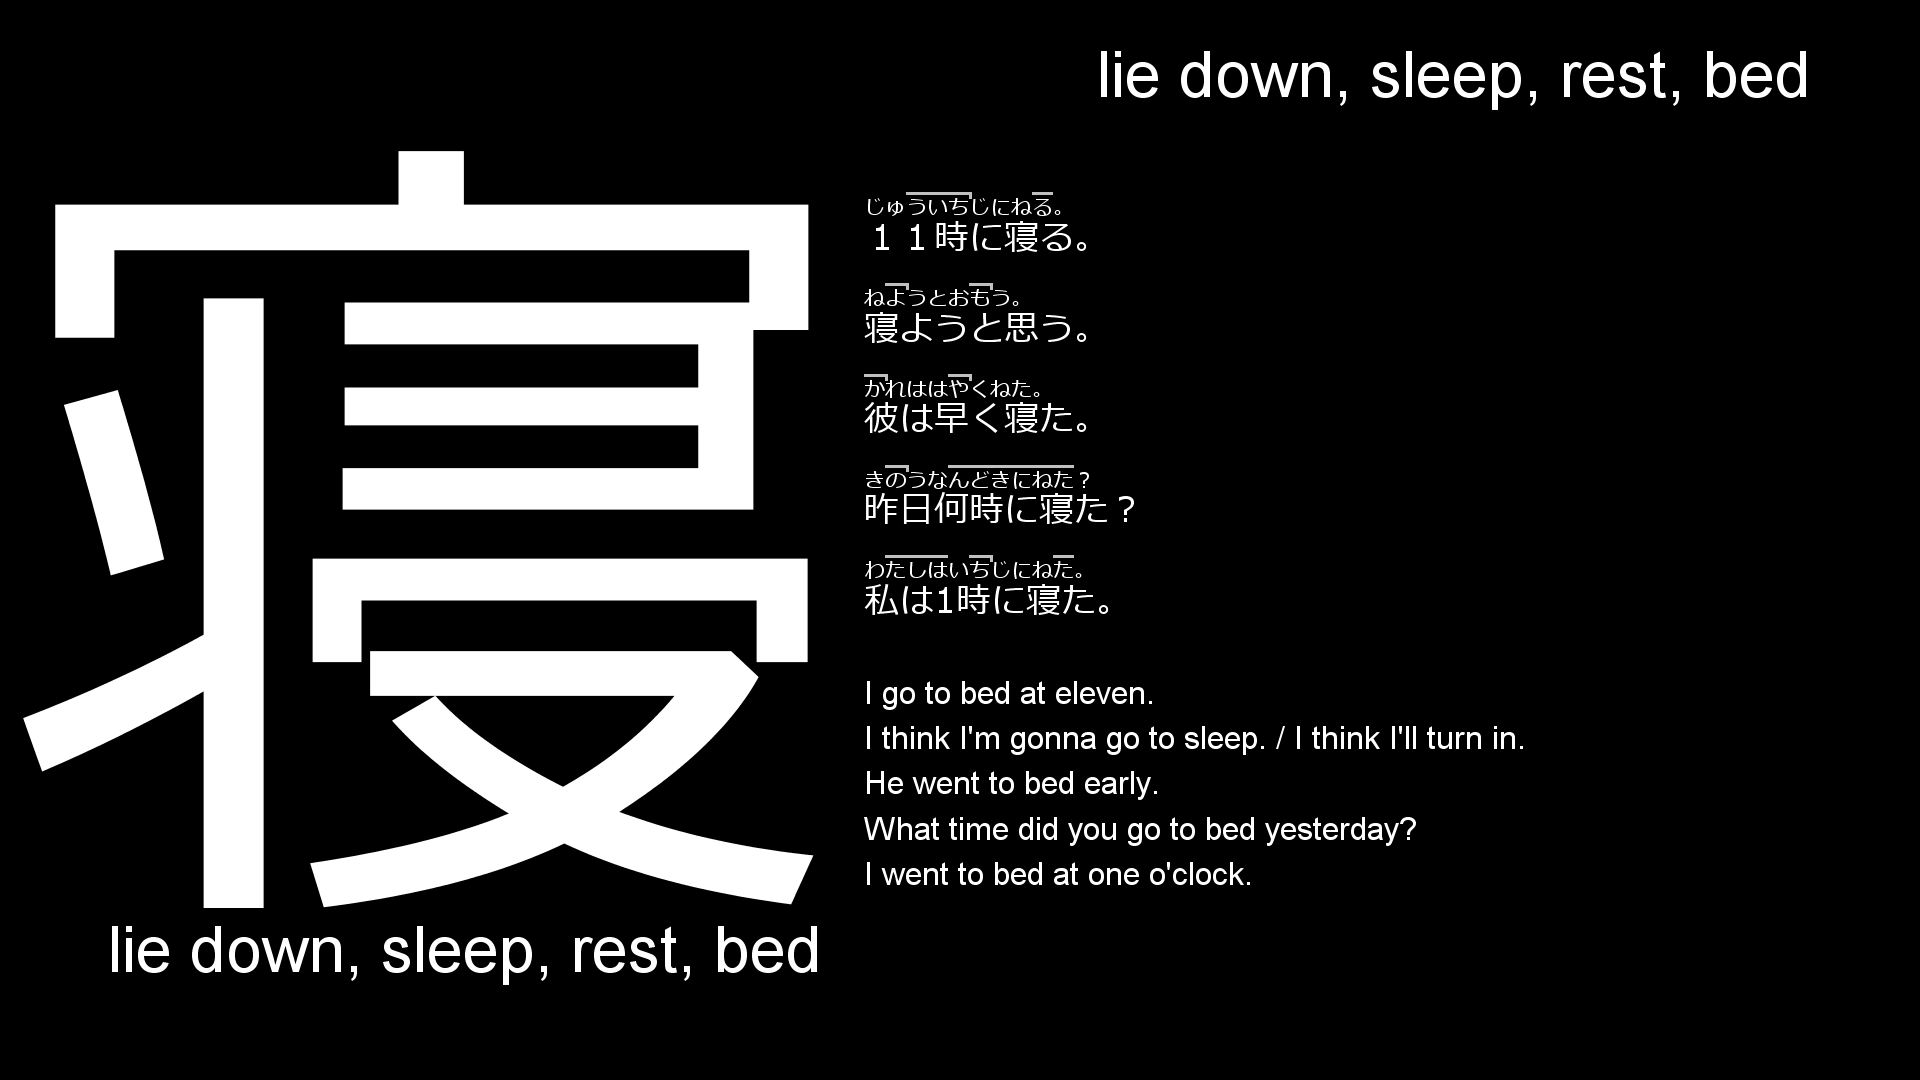 lie down, sleep, rest, bed
寝
lie down, sleep, rest, bed
じゅういちじにねる。
１１時に寝る。
ねようとおもう。
寝ようと思う。
かれははやくねた。
彼は早く寝た。
きのうなんどきにねた？
昨日何時に寝た？
わたしはいちじにねた。
私は1時に寝た。
I go to bed at eleven.
I think I'm gonna go to sleep. / I think I'll turn in.
He went to bed early.
What time did you go to bed yesterday?
I went to bed at one o'clock.